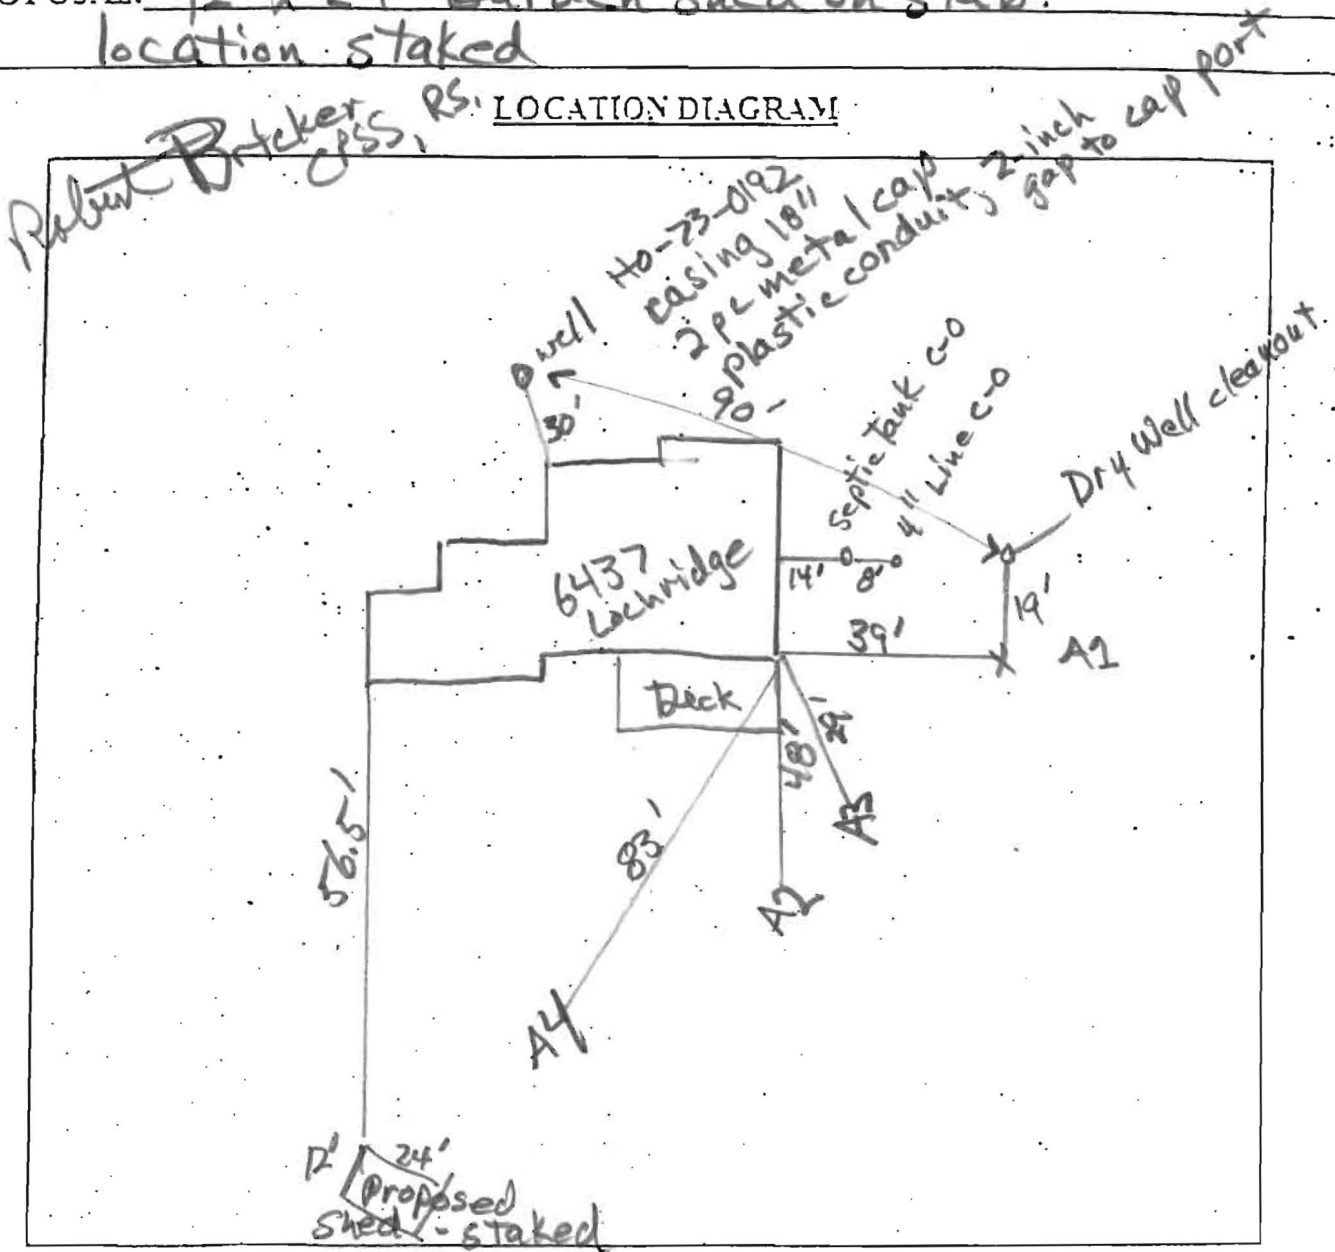 location staked
LOCATION DIAGRAM
Robert Bricker
CPSS, RS.
well HO-73-0192
casing 18"
2 pc metal cap
plastic conduit, 2-inch
gap to cap port
30'
90'
Septic Tank C-O
4" Line C-O
Dry Well cleanout
6437
Lochridge
14'
8'
19'
39'
A1
Deck
48'
A3
83'
56.5'
A2
A4
12'
24'
proposed
shed - staked